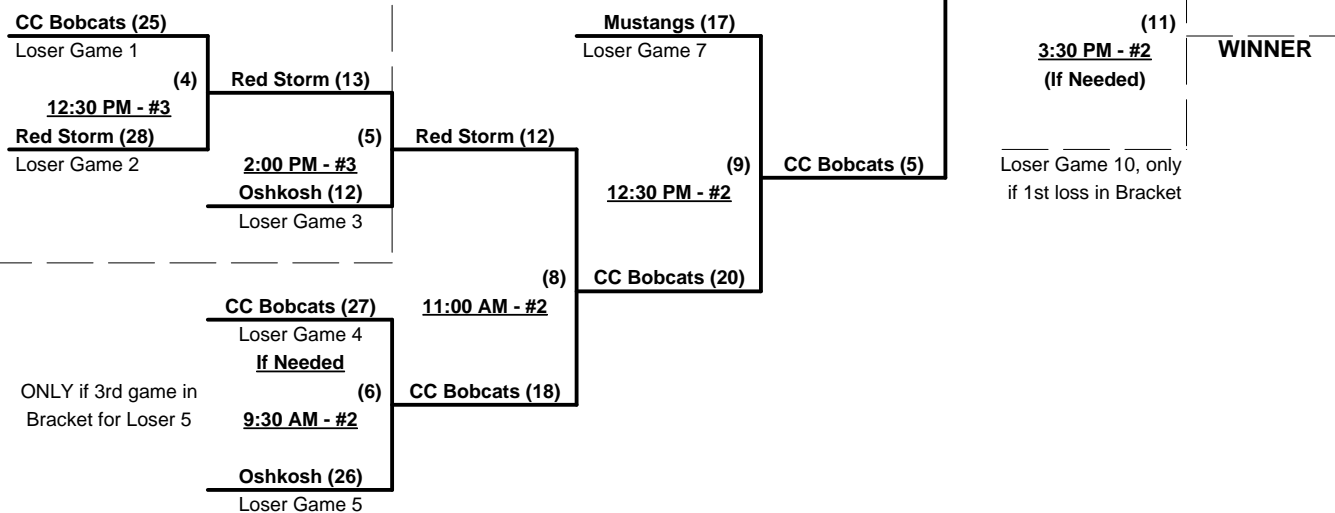 CC Bobcats (25)
Loser Game 1
(4)
12:30 PM - #3
Red Storm (28)
Loser Game 2
Red Storm (13)
(5)
2:00 PM - #3
Oshkosh (12)
Loser Game 3
Red Storm (12)
(8)
11:00 AM - #2
CC Bobcats (27)
Loser Game 4
If Needed
(6)
9:30 AM - #2
ONLY if 3rd game in
Bracket for Loser 5
Oshkosh (26)
Loser Game 5
CC Bobcats (18)
Mustangs (17)
Loser Game 7
(9)
12:30 PM - #2
CC Bobcats (20)
CC Bobcats (5)
(11)
3:30 PM - #2
(If Needed)
WINNER
Loser Game 10, only
if 1st loss in Bracket